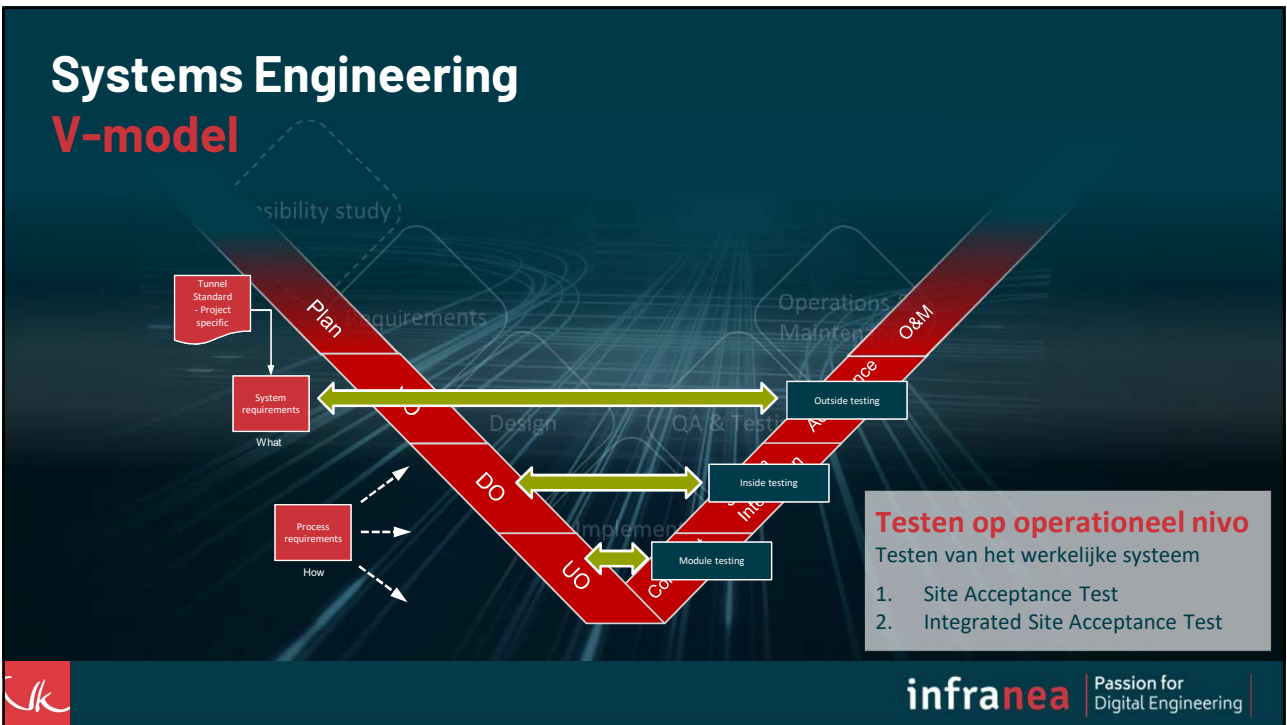 Systems Engineering
V-model
sibility study
Tunnel
Standard
- Project
specific
Plan
Requirements
Operations &
Maintenance
O&M
System
requirements
What
Outside testing
Design
QA & Testi
DO
Inside testing
Process
requirements
How
Implemen
UO
Module testing
Testen op operationeel nivo
Testen van het werkelijke systeem
1. Site Acceptance Test
2. Integrated Site Acceptance Test
infranea
Passion for
Digital Engineering